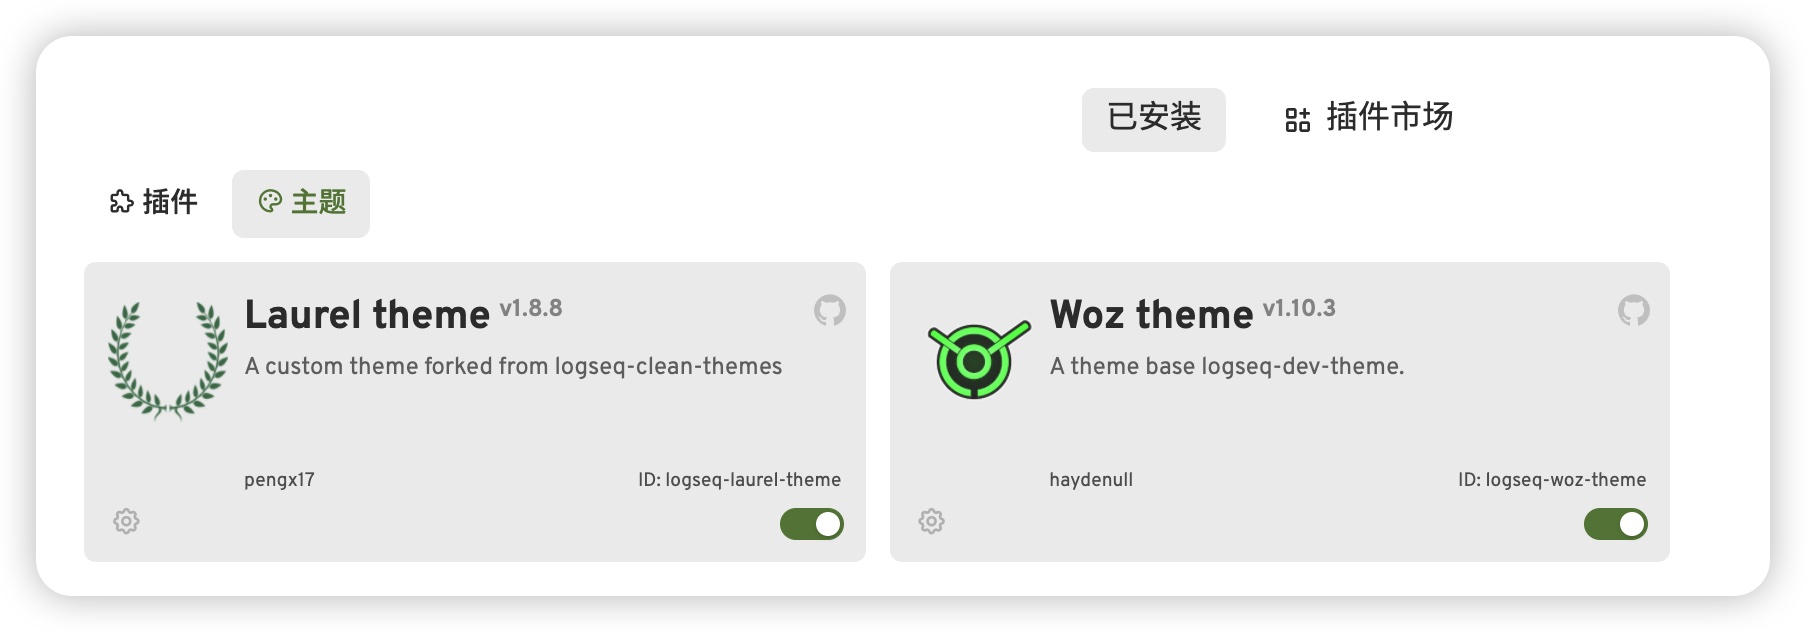 已安装 插件市场
插件 主题
Laurel theme v1.8.8
A custom theme forked from logseq-clean-themes
pengx17 ID: logseq-laurel-theme
Woz theme v1.10.3
A theme base logseq-dev-theme.
haydenull ID: logseq-woz-theme